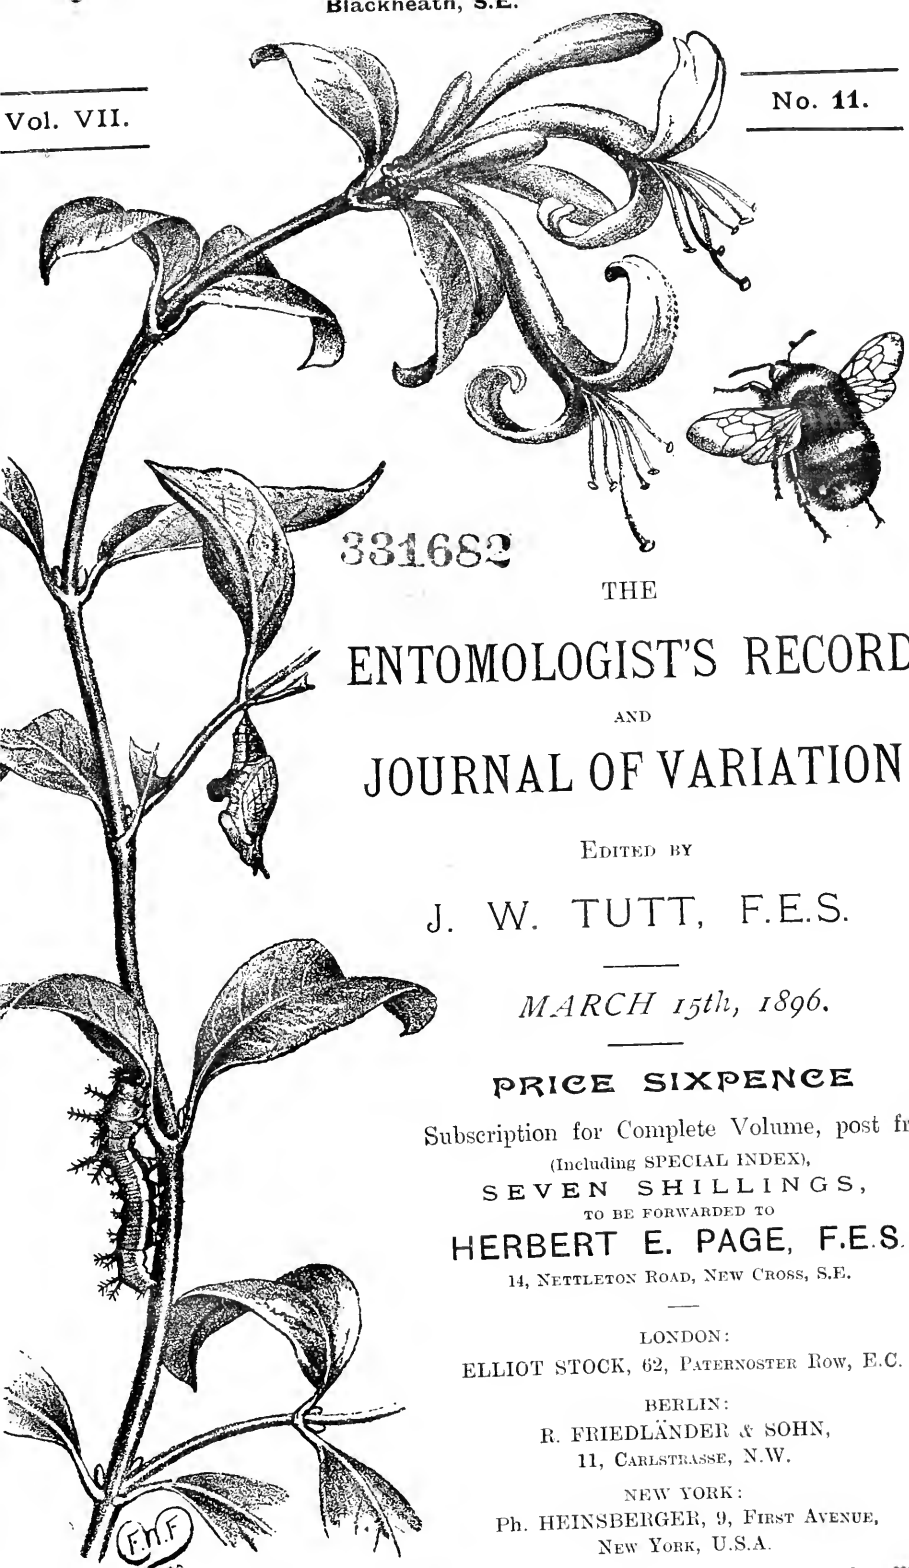 Blackheath, S.E.
Vol. VII.
No. 11.
331682
THE
ENTOMOLOGIST'S RECORD
AND
JOURNAL OF VARIATION
EDITED BY
J. W. TUTT, F.E.S.
MARCH 15th, 1896.
PRICE SIXPENCE
Subscription for Complete Volume, post fr
(Including SPECIAL INDEX),
SEVEN SHILLINGS,
TO BE FORWARDED TO
HERBERT E. PAGE, F.E.S.
14, NETTLETON ROAD, NEW CROSS, S.E.
LONDON:
ELLIOT STOCK, 62, PATERNOSTER ROW, E.C.
BERLIN:
R. FRIEDLÄNDER & SOHN,
11, CARLSTRASSE, N.W.
NEW YORK:
Ph. HEINSBERGER, 9, FIRST AVENUE,
NEW YORK, U.S.A.
F.M.F